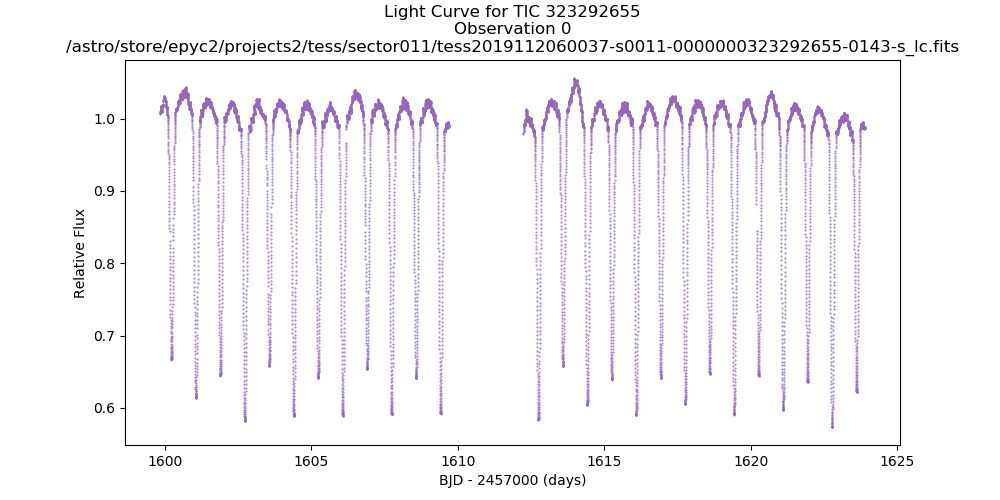 Light Curve for TIC 323292655
Observation 0
/astro/store/epyc2/projects2/tess/sector011/tess2019112060037-s0011-0000000323292655-0143-s_lc.fits
1.0
0.9
0.8
0.7
0.6
Relative Flux
1600
1605
1610
1615
1620
1625
BJD - 2457000 (days)